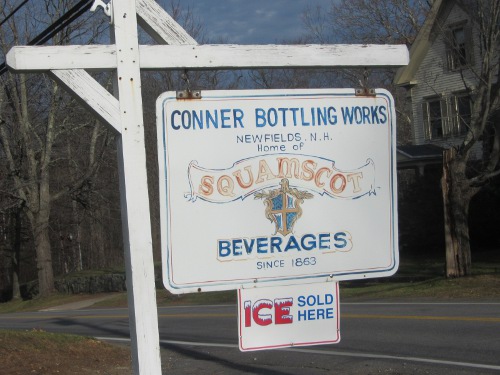 CONNER BOTTLING WORKS
NEWFIELDS, N.H.
Home of
SQUAMSCOT
BEVERAGES
SINCE 1863
ICE SOLD
HERE